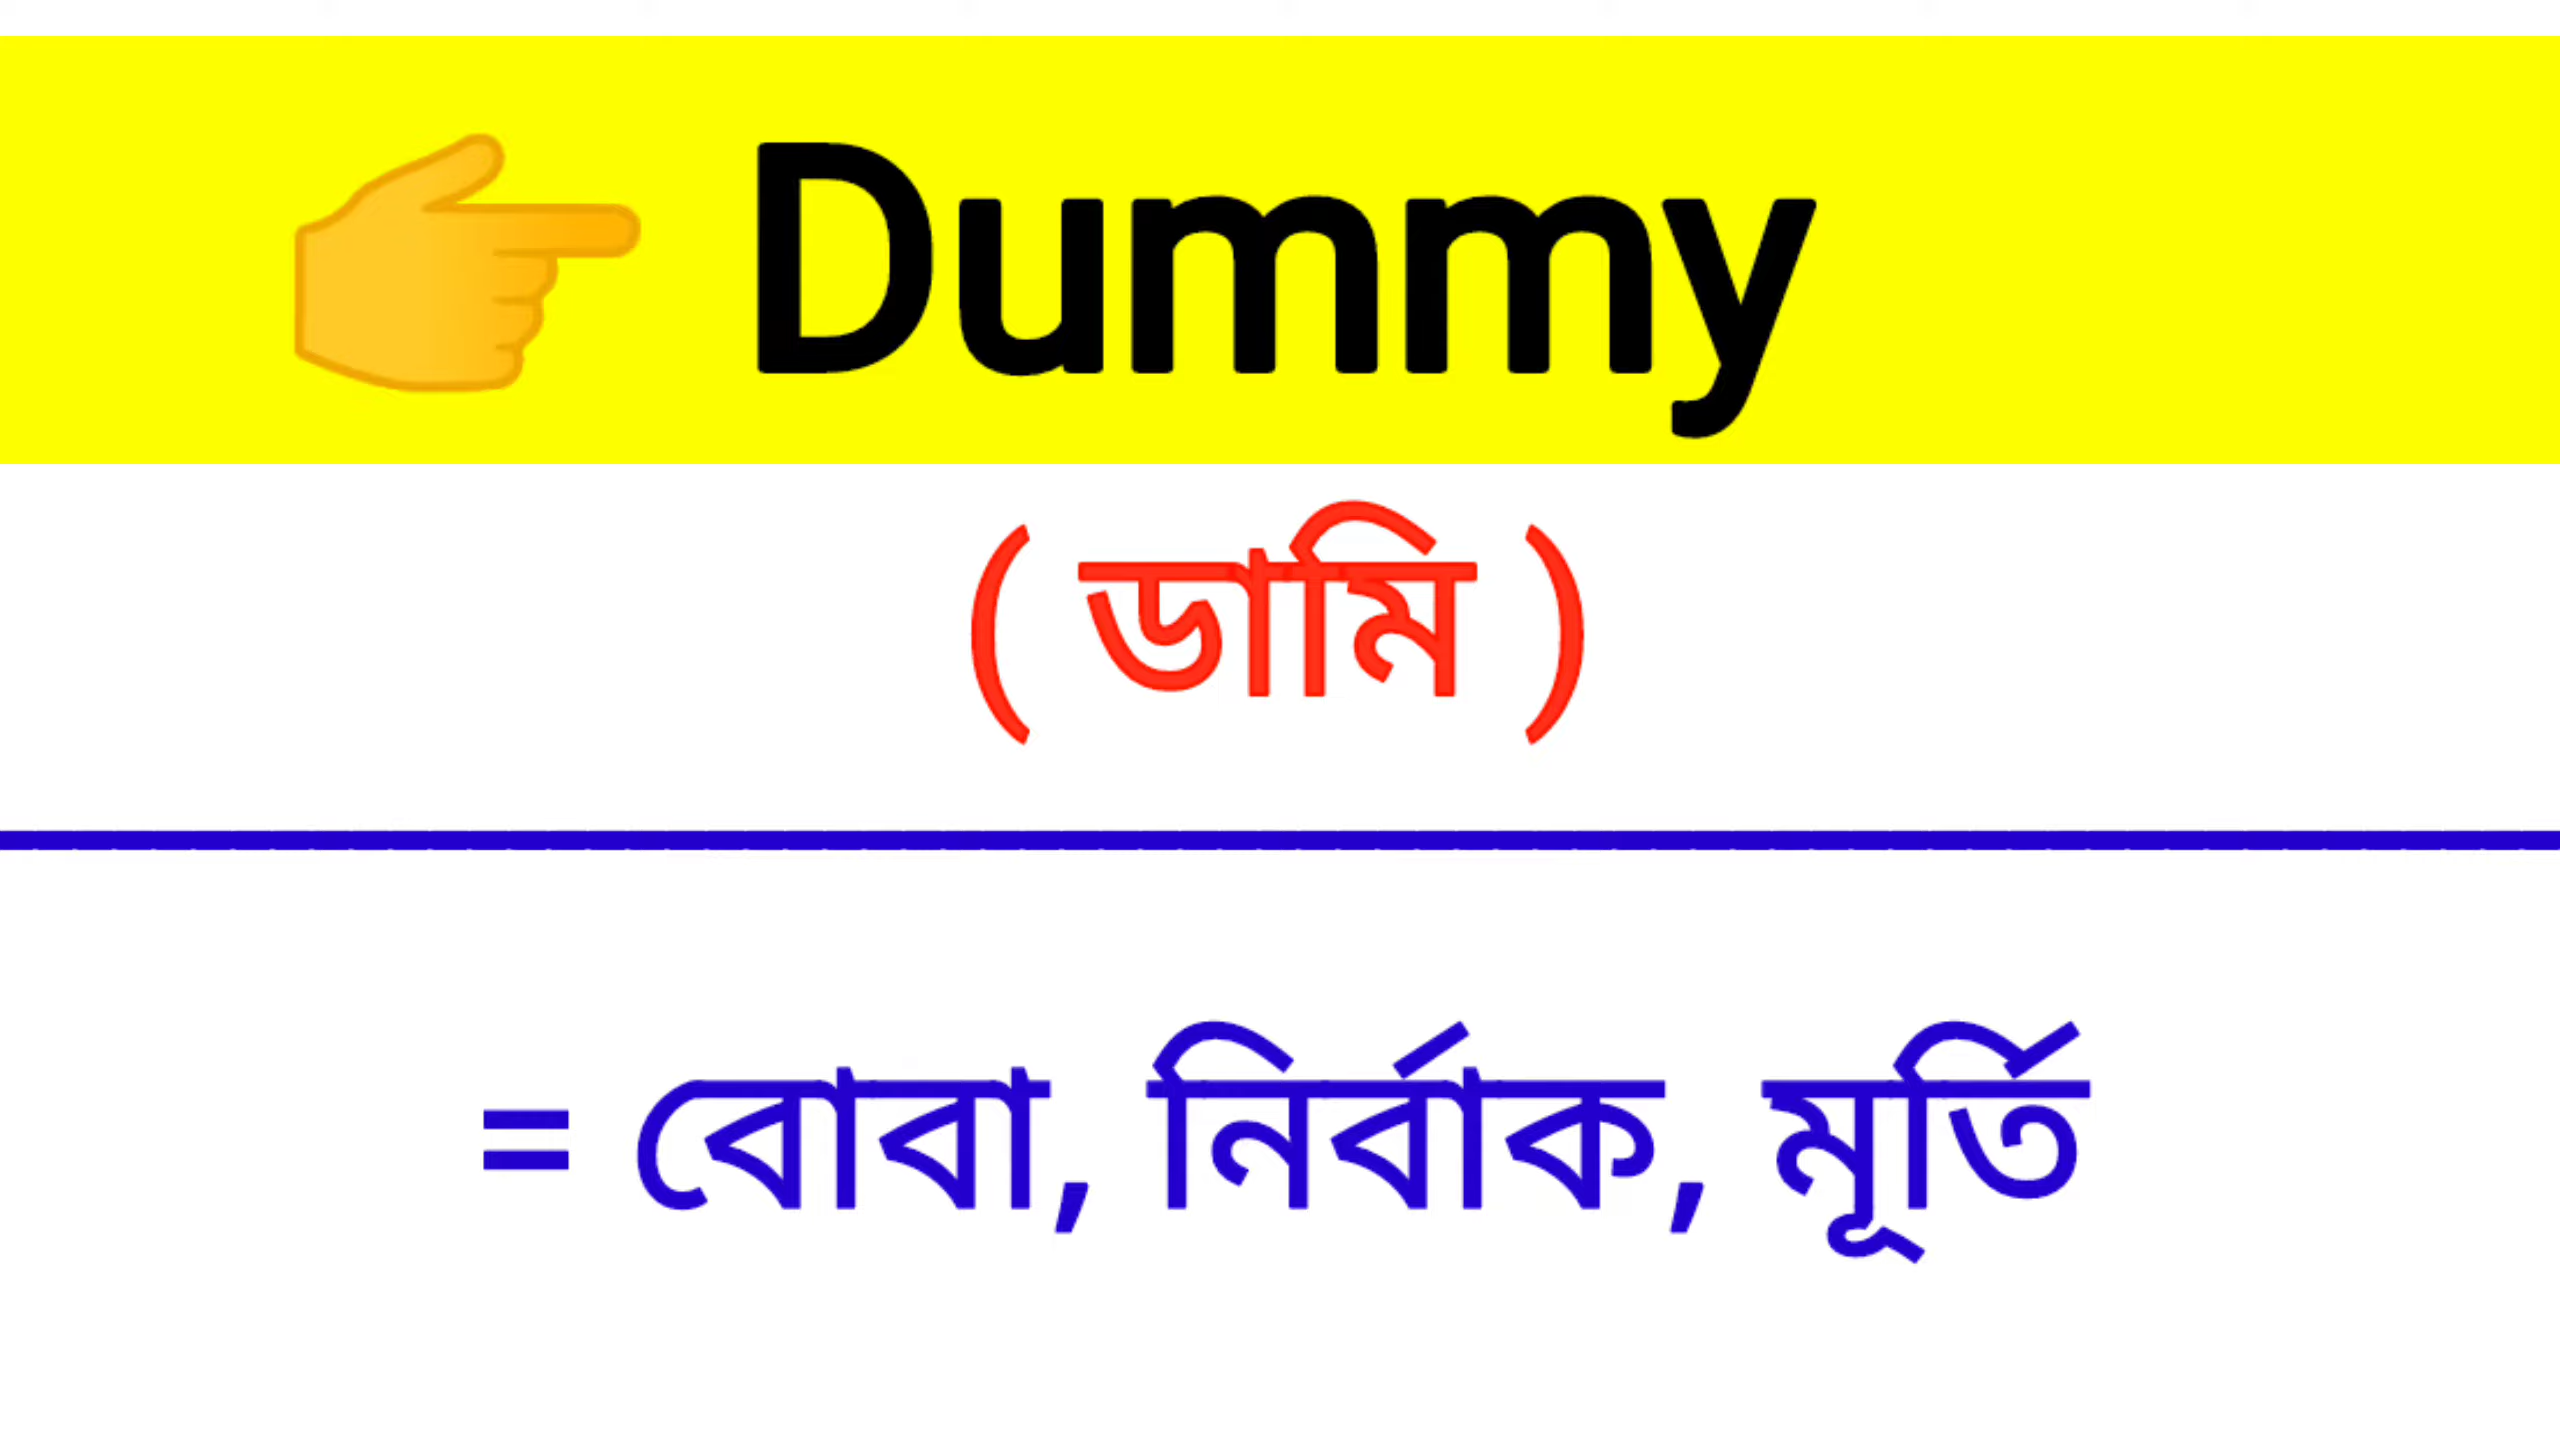 👉 Dummy
( ডামি )
= বোবা, নির্বাক, মূর্তি